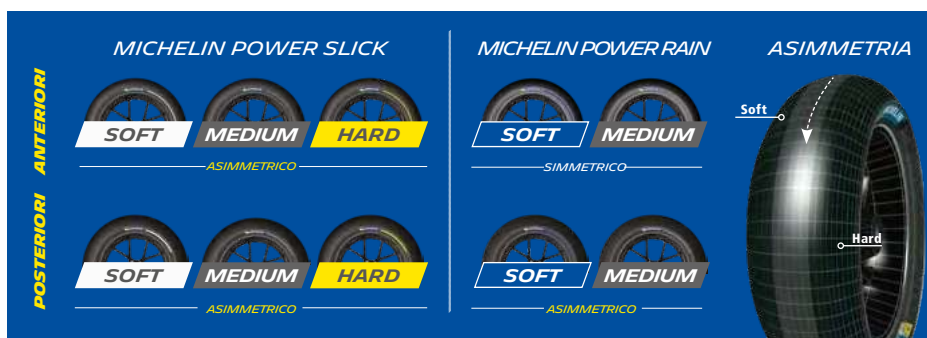 MICHELIN POWER SLICK
MICHELIN POWER RAIN
ASIMMETRIA
ANTERIORI
SOFT MEDIUM HARD
ASIMMETRICO
SOFT MEDIUM
SIMMETRICO
POSTERIORI
SOFT MEDIUM HARD
ASIMMETRICO
SOFT MEDIUM
ASIMMETRICO
Soft
Hard